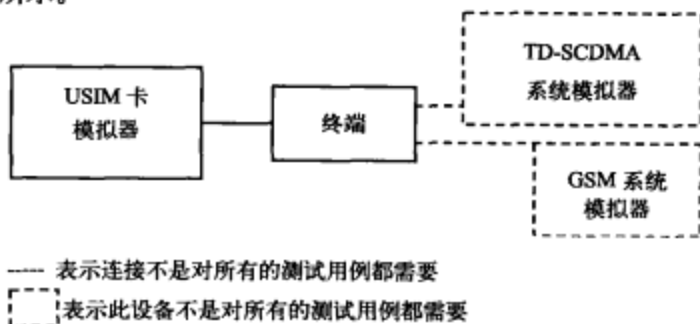 USIM 卡
模拟器
终端
TD-SCDMA
系统模拟器
GSM 系统
模拟器
表示连接不是对所有的测试用例都需要
表示此设备不是对所有的测试用例都需要